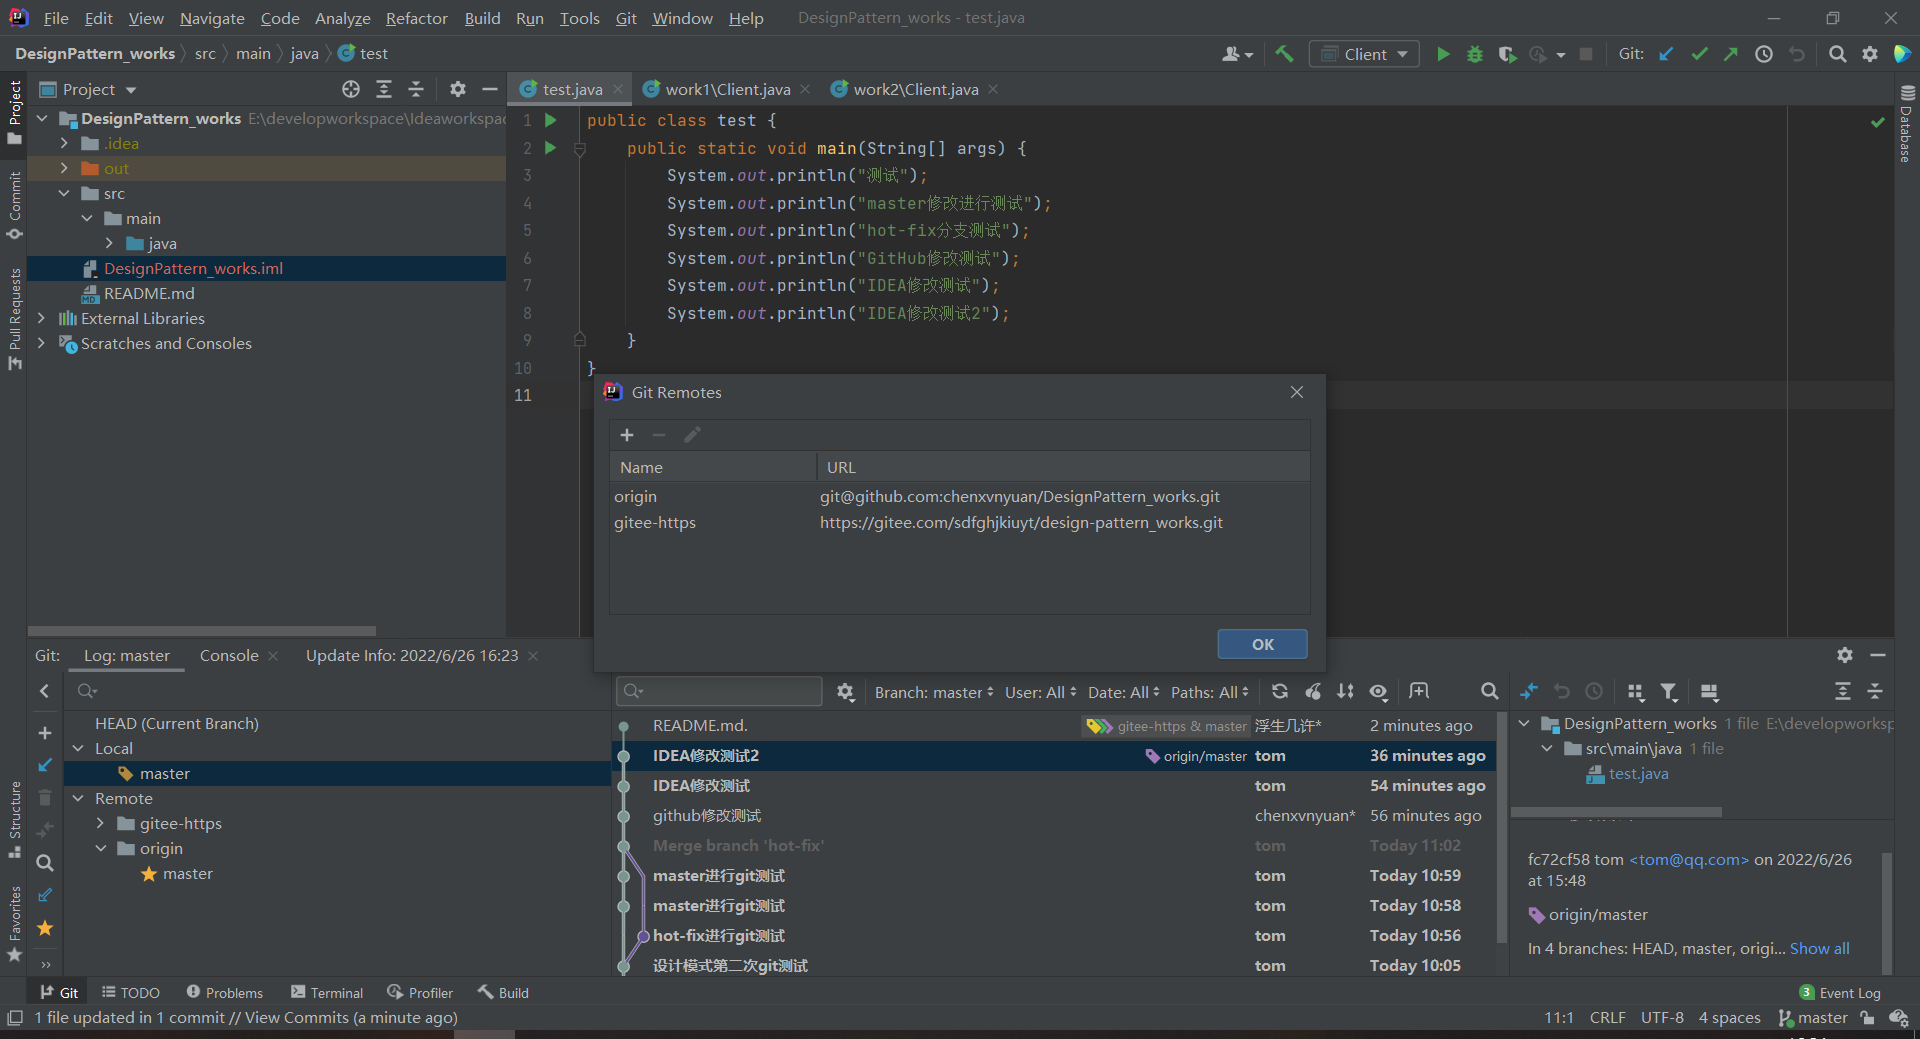 File Edit View Navigate Code Analyze Refactor Build Run Tools Git Window Help DesignPattern_works - test.java
DesignPattern_works src main java test
Client Git:
Project
test.java work1\Client.java work2\Client.java
Project
Commit
Pull Requests
Structure
Favorites
Database
DesignPattern_works E:\developworkspace\Ideaworkspac
.idea
out
src
main
java
DesignPattern_works.iml
README.md
External Libraries
Scratches and Consoles
1 public class test {
2 public static void main(String[] args) {
3 System.out.println("测试");
4 System.out.println("master修改进行测试");
5 System.out.println("hot-fix分支测试");
6 System.out.println("GitHub修改测试");
7 System.out.println("IDEA修改测试");
8 System.out.println("IDEA修改测试2");
9 }
10 }
11
Git Remotes
Name URL
origin git@github.com:chenxvnyuan/DesignPattern_works.git
gitee-https https://gitee.com/sdfghjkiuyt/design-pattern_works.git
OK
Git: Log: master Console Update Info: 2022/6/26 16:23
Branch: master User: All Date: All Paths: All
HEAD (Current Branch)
Local
master
Remote
gitee-https
origin
master
README.md. gitee-https & master 浮生几许* 2 minutes ago
IDEA修改测试2 origin/master tom 36 minutes ago
IDEA修改测试 tom 54 minutes ago
github修改测试 chenxvnyuan* 56 minutes ago
Merge branch 'hot-fix' tom Today 11:02
master进行git测试 tom Today 10:59
master进行git测试 tom Today 10:58
hot-fix进行git测试 tom Today 10:56
设计模式第二次git测试 tom Today 10:05
DesignPattern_works 1 file E:\developworksp
src\main\java 1 file
test.java
fc72cf58 tom <tom@qq.com> on 2022/6/26
at 15:48
origin/master
In 4 branches: HEAD, master, origi... Show all
Git TODO Problems Terminal Profiler Build 3 Event Log
1 file updated in 1 commit // View Commits (a minute ago) 11:1 CRLF UTF-8 4 spaces master